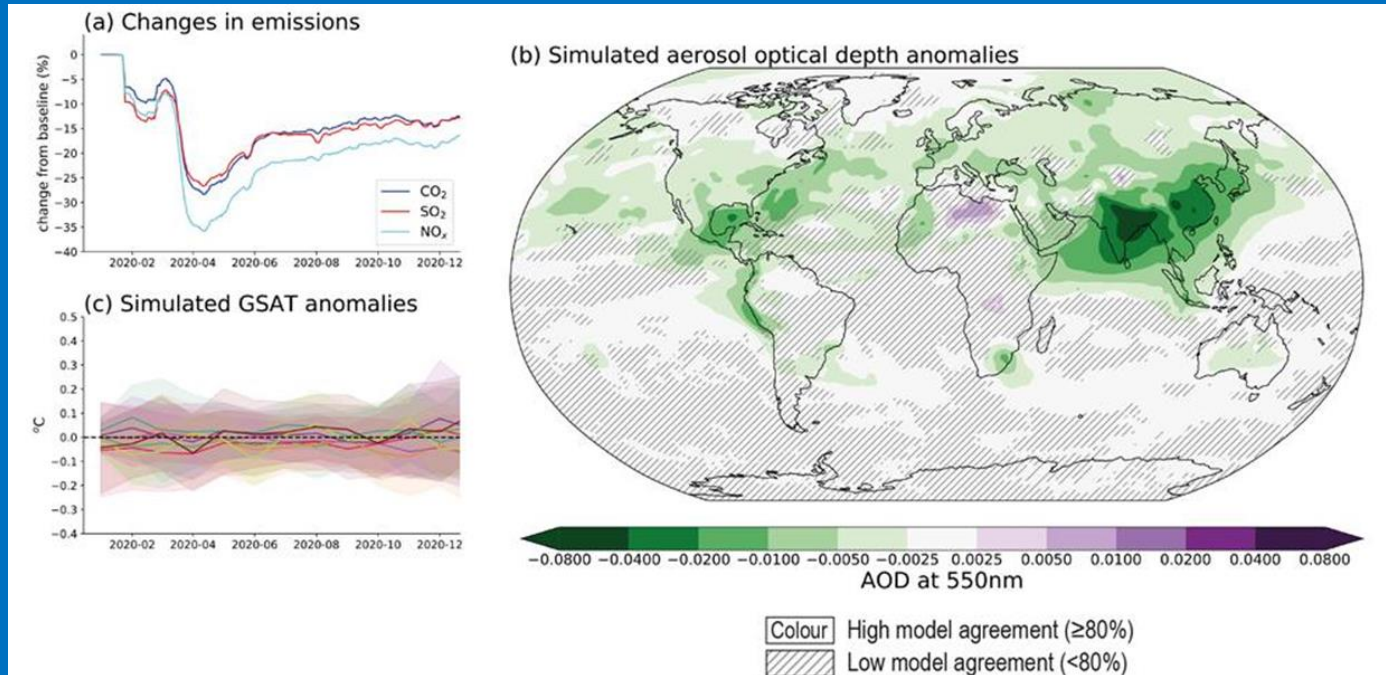 (a) Changes in emissions
change from baseline (%)
0
−5
−10
−15
−20
−25
−30
−35
−40
CO₂
SO₂
NOₓ
2020-02 2020-04 2020-06 2020-08 2020-10 2020-12
(b) Simulated aerosol optical depth anomalies
−0.0800 −0.0400 −0.0200 −0.0100 −0.0050 −0.0025 0.0025 0.0050 0.0100 0.0200 0.0400 0.0800
AOD at 550nm
Colour High model agreement (≥80%)
Low model agreement (<80%)
(c) Simulated GSAT anomalies
°C
0.5
0.4
0.3
0.2
0.1
0.0
−0.1
−0.2
−0.3
−0.4
2020-02 2020-04 2020-06 2020-08 2020-10 2020-12